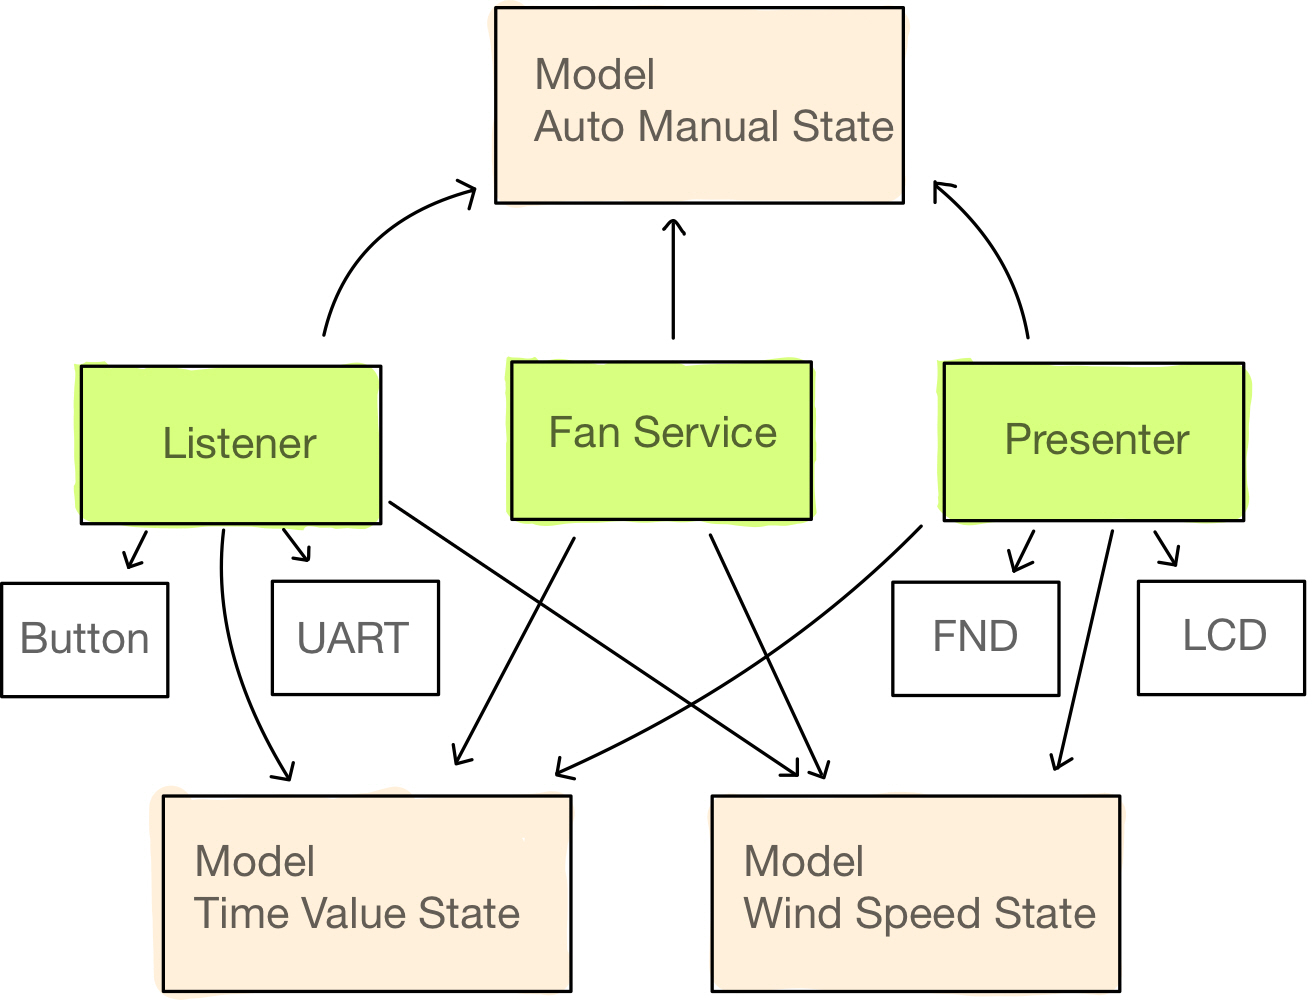 Model
Auto Manual State
Listener
Fan Service
Presenter
Button
UART
FND
LCD
Model
Time Value State
Model
Wind Speed State